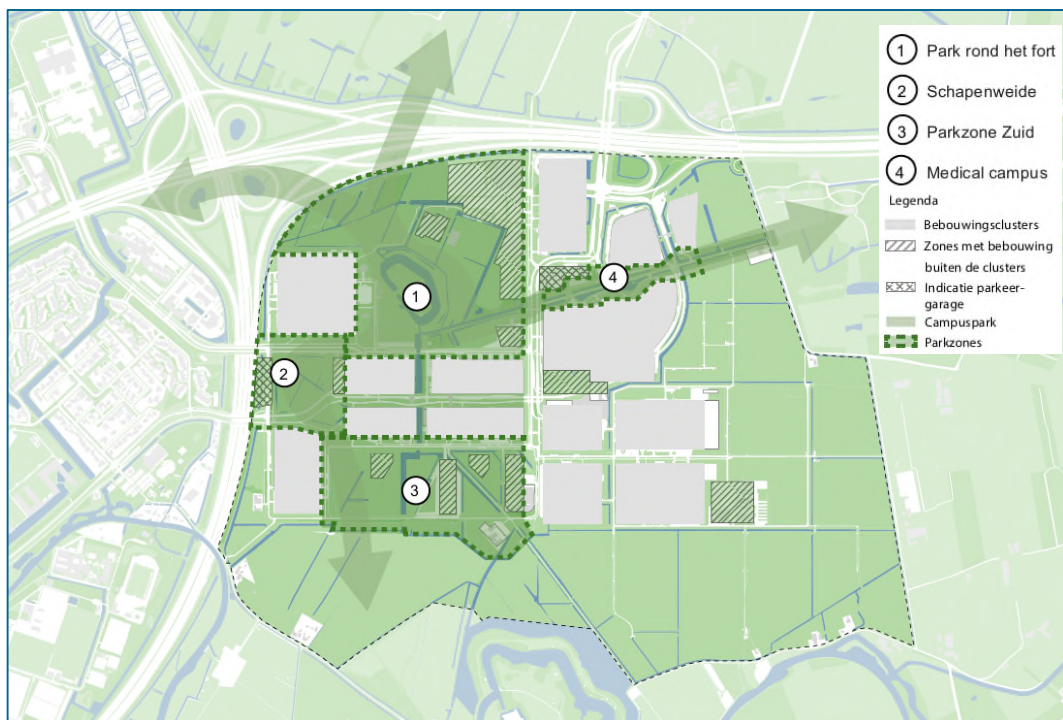 1 Park rond het fort
2 Schapenweide
3 Parkzone Zuid
4 Medical campus
Legenda
Bebouwingsclusters
Zones met bebouwing
buiten de clusters
Indicatie parkeer-
garage
Campuspark
Parkzones
1
4
2
3